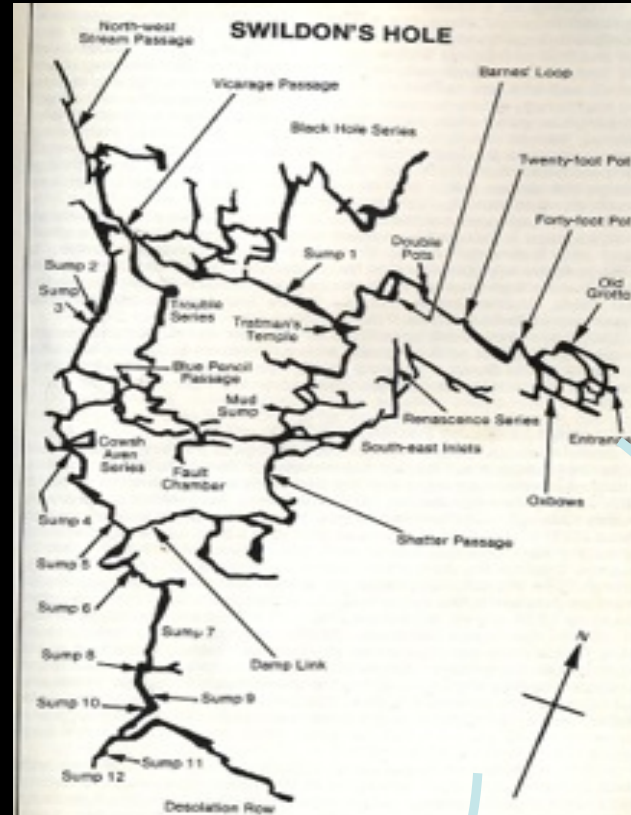 SWILDON'S HOLE
North-west
Stream Passage
Vicarage Passage
Barnes' Loop
Black Hole Series
Twenty-foot Pot
Forty-foot Pot
Double
Pots
Sump 1
Old
Grotto
Sump 2
Sump
3
Trouble
Series
Tratman's
Temple
Blue Pencil
Passage
Mud
Sump
Renascence Series
South-east Inlets
Entrance
Cowsh
Aven
Series
Fault
Chamber
Oxbows
Sump 4
Shatter Passage
Sump 5
Sump 6
Sump 7
Sump 8
Damp Link
Sump 9
Sump 10
Sump 11
Sump 12
Desolation Row
N